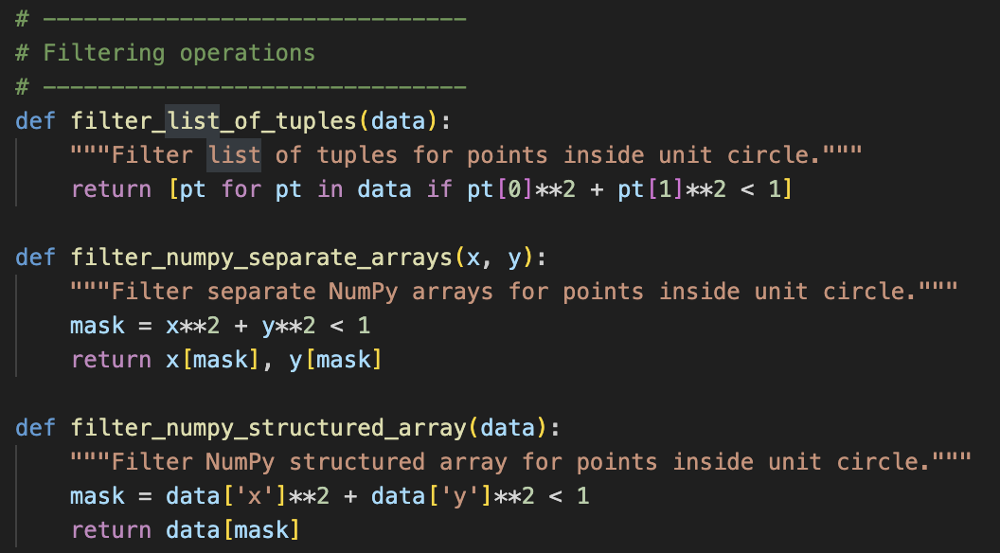 # -------------------------------
# Filtering operations
# -------------------------------
def filter_list_of_tuples(data):
    """Filter list of tuples for points inside unit circle."""
    return [pt for pt in data if pt[0]**2 + pt[1]**2 < 1]

def filter_numpy_separate_arrays(x, y):
    """Filter separate NumPy arrays for points inside unit circle."""
    mask = x**2 + y**2 < 1
    return x[mask], y[mask]

def filter_numpy_structured_array(data):
    """Filter NumPy structured array for points inside unit circle."""
    mask = data['x']**2 + data['y']**2 < 1
    return data[mask]